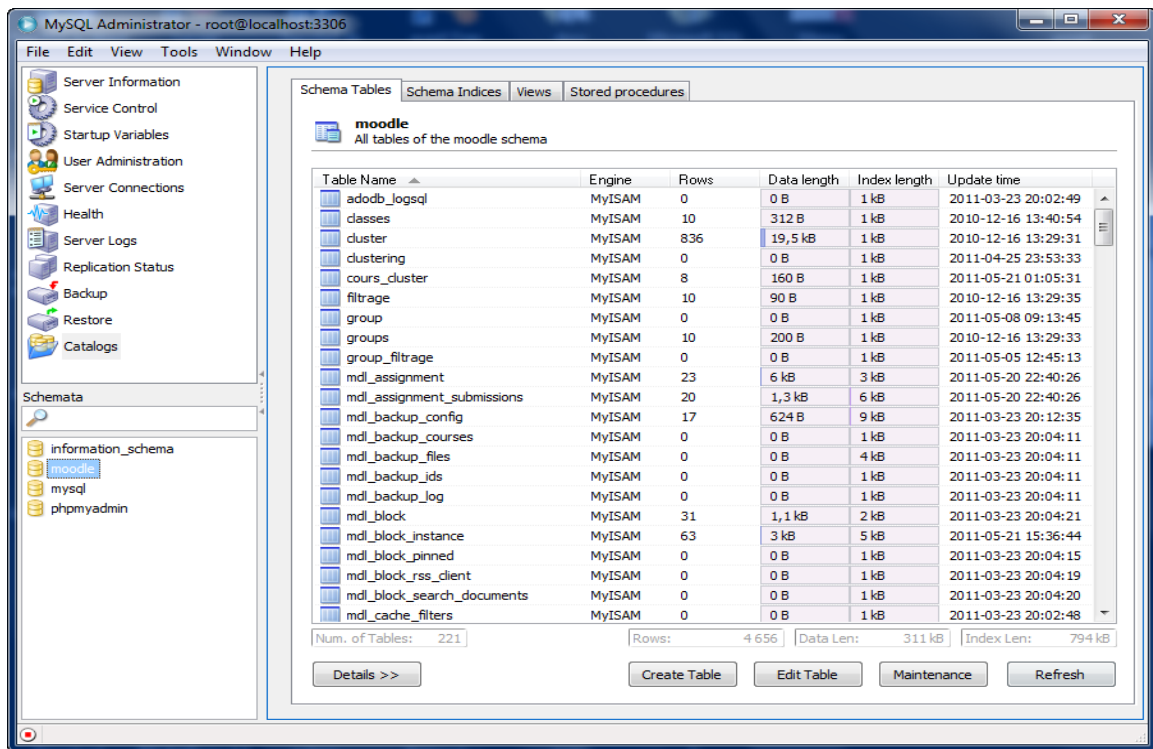 MySQL Administrator - root@localhost:3306
File Edit View Tools Window Help
Server Information
Service Control
Startup Variables
User Administration
Server Connections
Health
Server Logs
Replication Status
Backup
Restore
Catalogs
Schemata
information_schema
moodle
mysql
phpmyadmin
Schema Tables Schema Indices Views Stored procedures
moodle
All tables of the moodle schema
Table Name Engine Rows Data length Index length Update time
adodb_logsql MyISAM 0 0 B 1 kB 2011-03-23 20:02:49
classes MyISAM 10 312 B 1 kB 2010-12-16 13:40:54
cluster MyISAM 836 19,5 kB 1 kB 2010-12-16 13:29:31
clustering MyISAM 0 0 B 1 kB 2011-04-25 23:53:33
cours_cluster MyISAM 8 160 B 1 kB 2011-05-21 01:05:31
filtrage MyISAM 10 90 B 1 kB 2010-12-16 13:29:35
group MyISAM 0 0 B 1 kB 2011-05-08 09:13:45
groups MyISAM 10 200 B 1 kB 2010-12-16 13:29:33
group_filtrage MyISAM 0 0 B 1 kB 2011-05-05 12:45:13
mdl_assignment MyISAM 23 6 kB 3 kB 2011-05-20 22:40:26
mdl_assignment_submissions MyISAM 20 1,3 kB 6 kB 2011-05-20 22:40:26
mdl_backup_config MyISAM 17 624 B 9 kB 2011-03-23 20:12:35
mdl_backup_courses MyISAM 0 0 B 1 kB 2011-03-23 20:04:11
mdl_backup_files MyISAM 0 0 B 4 kB 2011-03-23 20:04:11
mdl_backup_ids MyISAM 0 0 B 1 kB 2011-03-23 20:04:11
mdl_backup_log MyISAM 0 0 B 1 kB 2011-03-23 20:04:11
mdl_block MyISAM 31 1,1 kB 2 kB 2011-03-23 20:04:21
mdl_block_instance MyISAM 63 3 kB 5 kB 2011-05-21 15:36:44
mdl_block_pinned MyISAM 0 0 B 1 kB 2011-03-23 20:04:15
mdl_block_rss_client MyISAM 0 0 B 1 kB 2011-03-23 20:04:19
mdl_block_search_documents MyISAM 0 0 B 1 kB 2011-03-23 20:04:20
mdl_cache_filters MyISAM 0 0 B 1 kB 2011-03-23 20:02:48
Num. of Tables: 221 Rows: 4 656 Data Len: 311 kB Index Len: 794 kB
Details >> Create Table Edit Table Maintenance Refresh